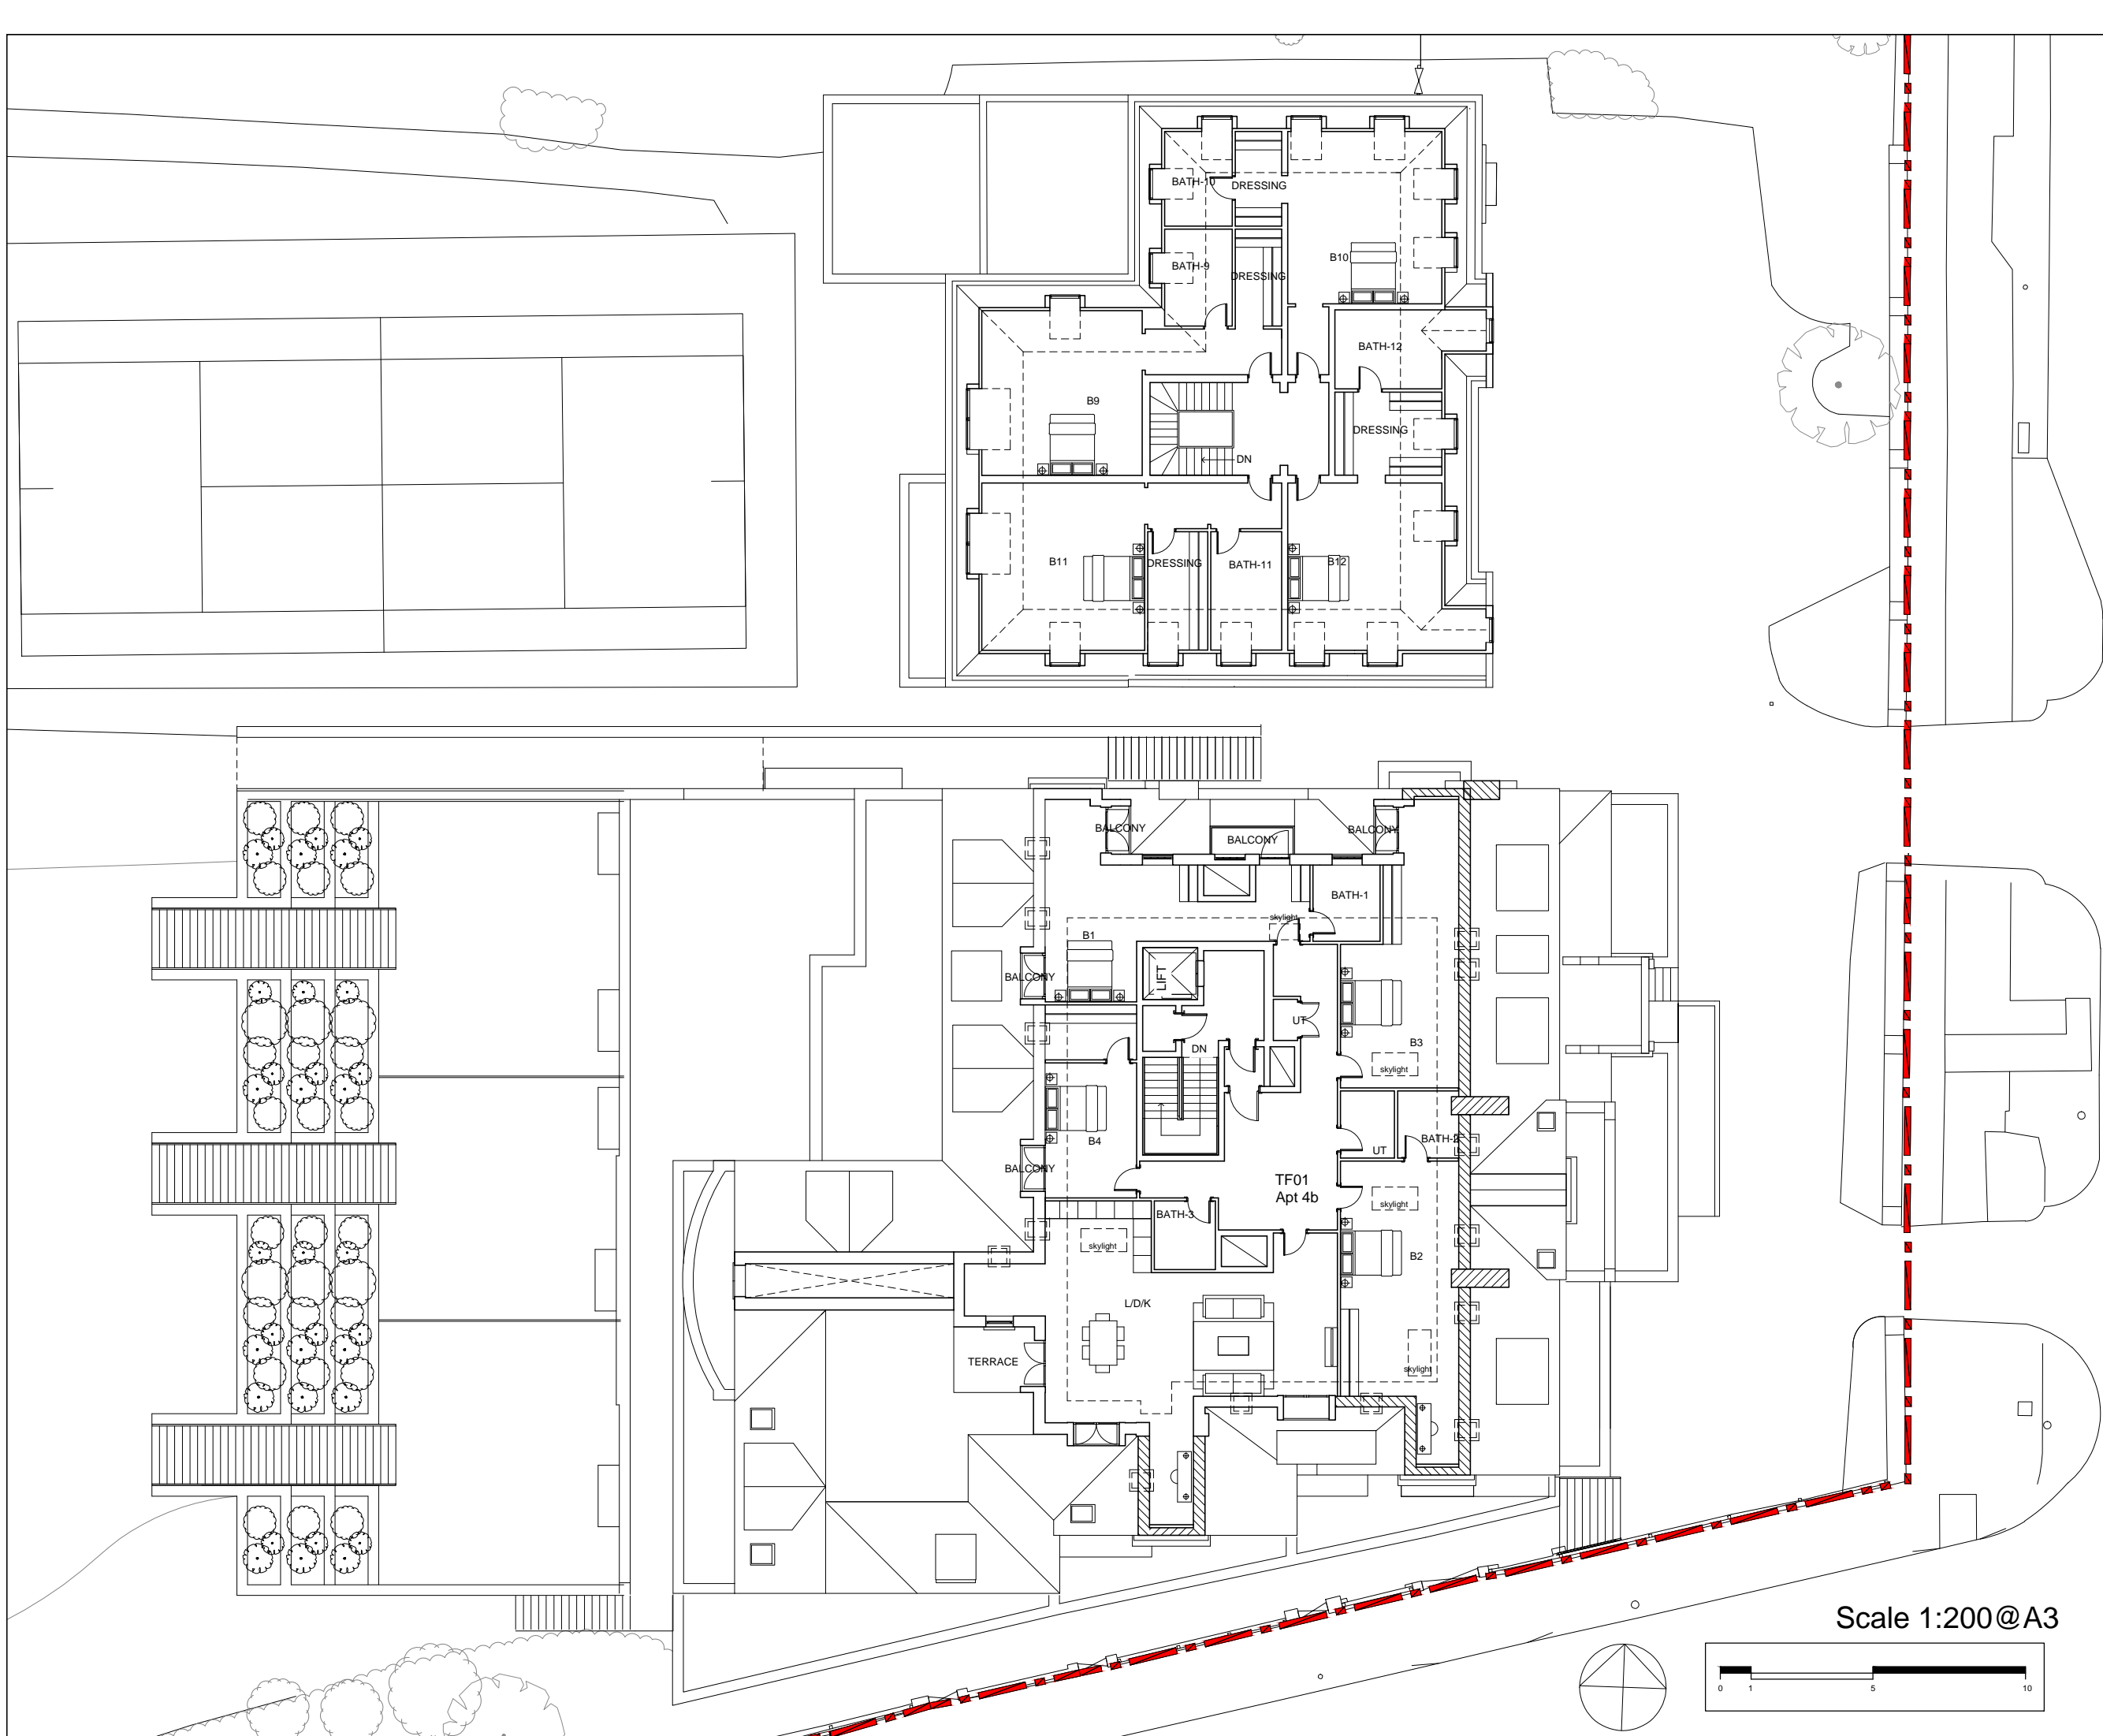 BATH-10
DRESSING
BATH-9
DRESSING
B10
BATH-12
B9
DRESSING
DN
B11
DRESSING
BATH-11
B12
BALCONY
BALCONY
BALCONY
BATH-1
skylight
B1
LIFT
BALCONY
UT
DN
B3
skylight
B4
BATH-2
UT
BALCONY
TF01
Apt 4b
skylight
BATH-3
skylight
B2
L/D/K
TERRACE
skylight
Scale 1:200@A3
0 1 5 10